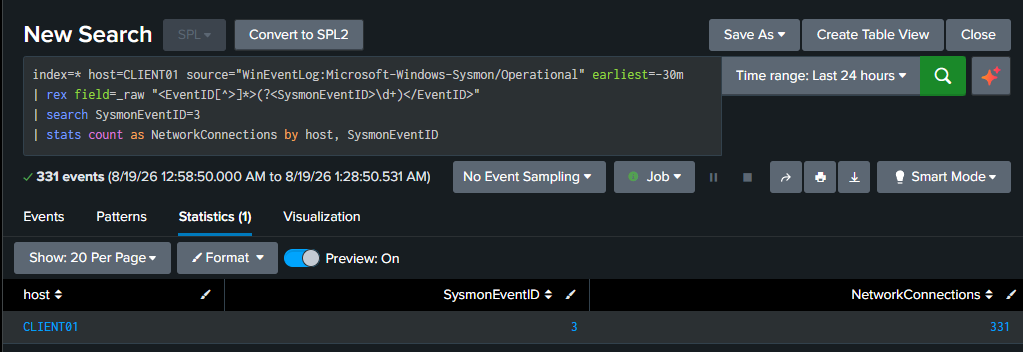 New Search
SPL
Convert to SPL2
Save As
Create Table View
Close
index=* host=CLIENT01 source="WinEventLog:Microsoft-Windows-Sysmon/Operational" earliest=-30m
| rex field=_raw "<EventID[^>]*>(?<SysmonEventID>\d+)</EventID>"
| search SysmonEventID=3
| stats count as NetworkConnections by host, SysmonEventID
Time range: Last 24 hours
331 events (8/19/26 12:58:50.000 AM to 8/19/26 1:28:50.531 AM)
No Event Sampling
Job
Smart Mode
Events
Patterns
Statistics (1)
Visualization
Show: 20 Per Page
Format
Preview: On
host
SysmonEventID
NetworkConnections
CLIENT01
3
331